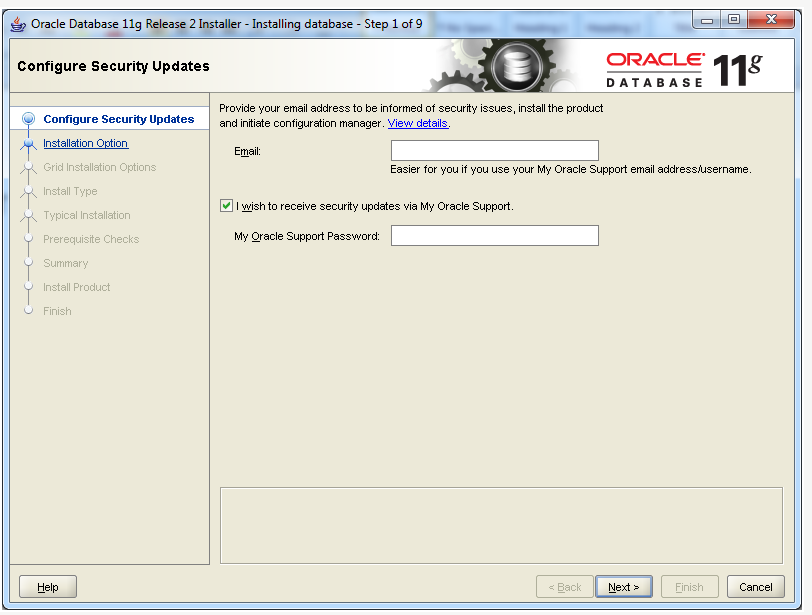 Oracle Database 11g Release 2 Installer - Installing database - Step 1 of 9
Configure Security Updates
ORACLE
DATABASE
11g
Configure Security Updates
Installation Option
Grid Installation Options
Install Type
Typical Installation
Prerequisite Checks
Summary
Install Product
Finish
Provide your email address to be informed of security issues, install the product
and initiate configuration manager. View details.
Email:
Easier for you if you use your My Oracle Support email address/username.
I wish to receive security updates via My Oracle Support.
My Oracle Support Password:
Help
< Back
Next >
Finish
Cancel